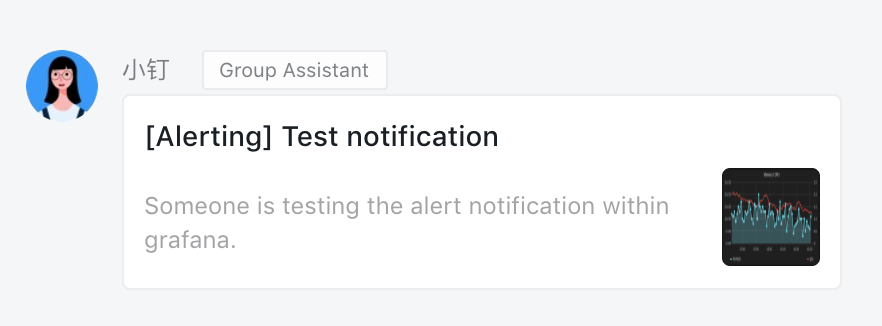 小钉 Group Assistant
[Alerting] Test notification
Someone is testing the alert notification within
grafana.